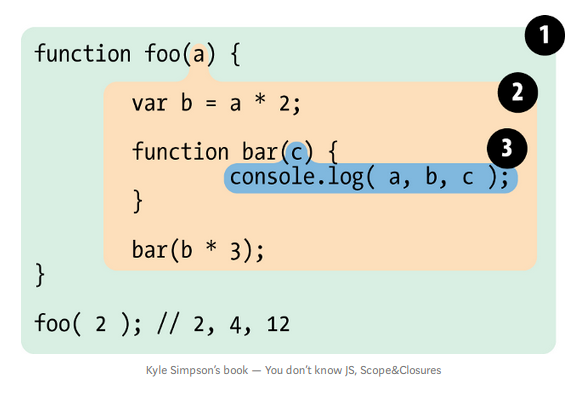 1
function foo(a) {
2
var b = a * 2;
function bar(c) {
3
console.log( a, b, c );
}
bar(b * 3);
}
foo( 2 ); // 2, 4, 12
Kyle Simpson's book — You don't know JS, Scope&Closures